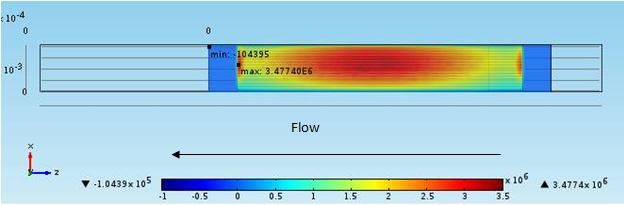 ×10⁻⁴
0
0
min: -104395
max: 3.47740E6
10⁻³
0
Flow
x
z
▼ -1.0439×10⁵
-1 -0.5 0 0.5 1 1.5 2 2.5 3 3.5
×10⁶
▲ 3.4774×10⁶